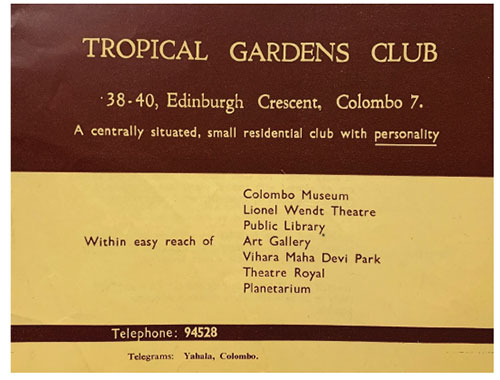 TROPICAL GARDENS CLUB
38-40, Edinburgh Crescent, Colombo 7.
A centrally situated, small residential club with personality
Within easy reach of
Colombo Museum
Lionel Wendt Theatre
Public Library
Art Gallery
Vihara Maha Devi Park
Theatre Royal
Planetarium
Telephone: 94528
Telegrams: Yahala, Colombo.